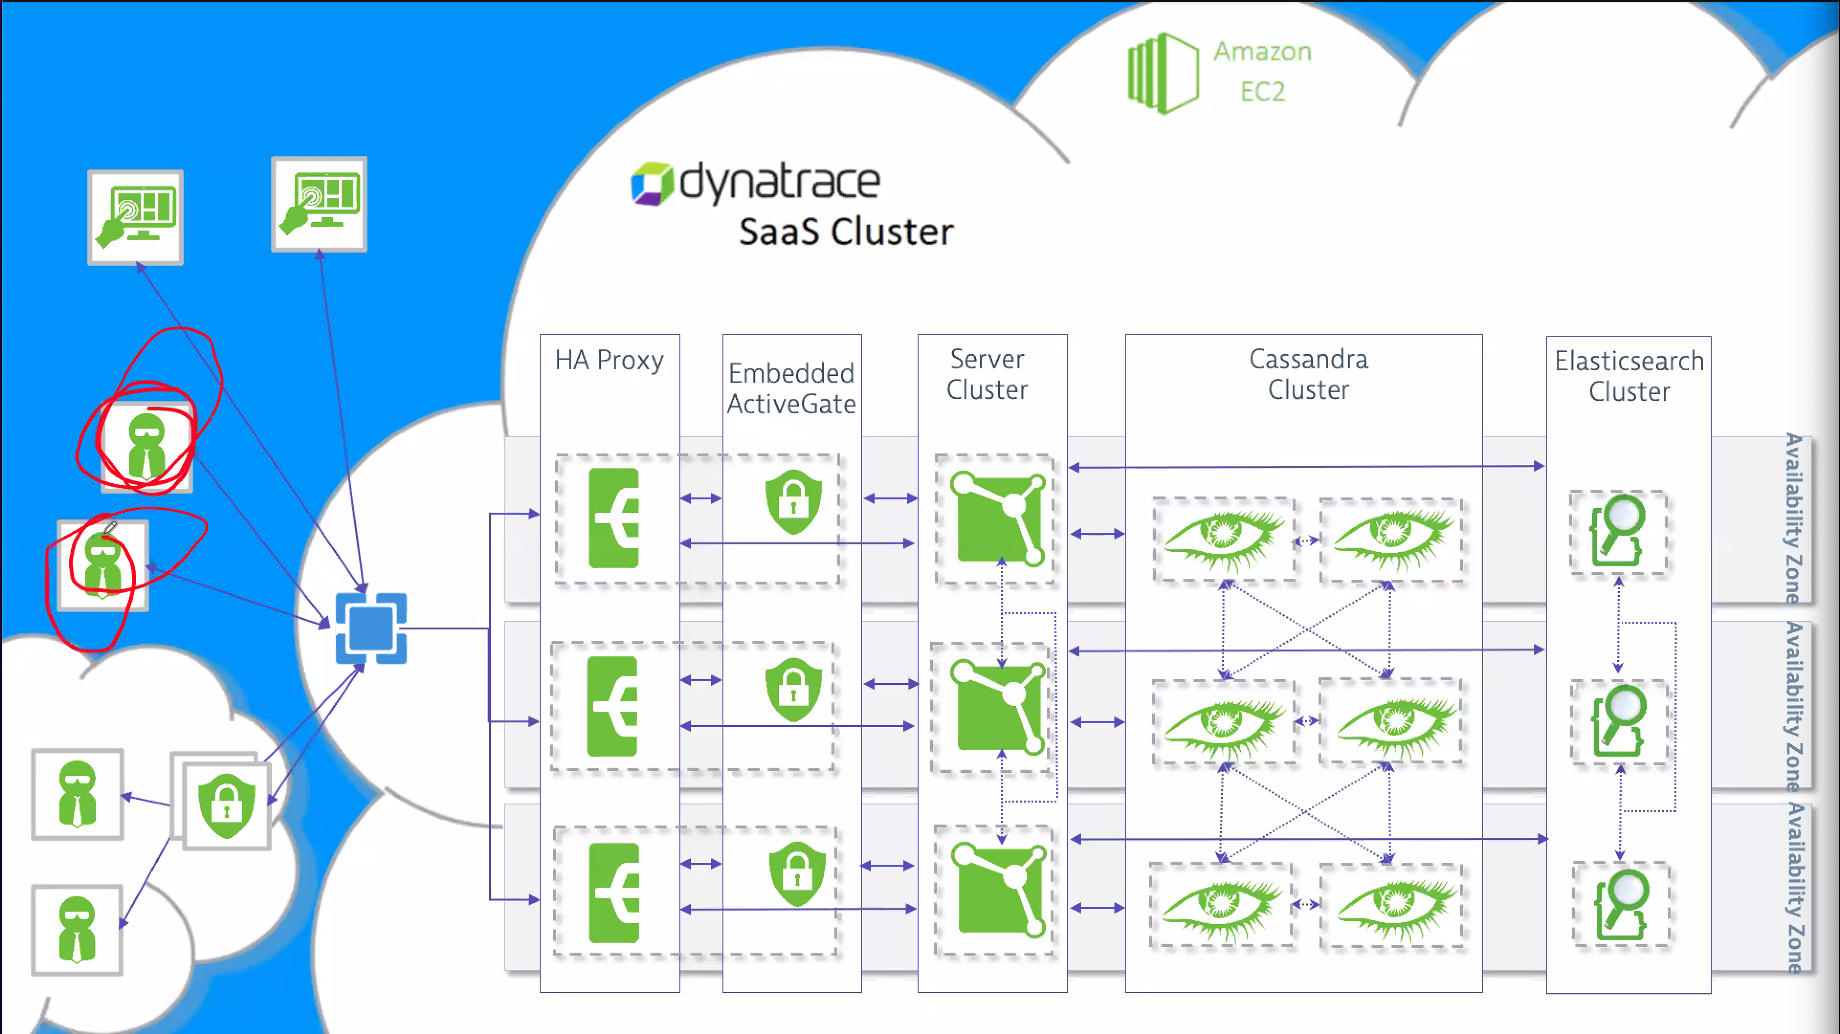 Amazon
EC2
dynatrace
SaaS Cluster
HA Proxy
Embedded
ActiveGate
Server
Cluster
Cassandra
Cluster
Elasticsearch
Cluster
Availability Zone
Availability Zone
Availability Zone